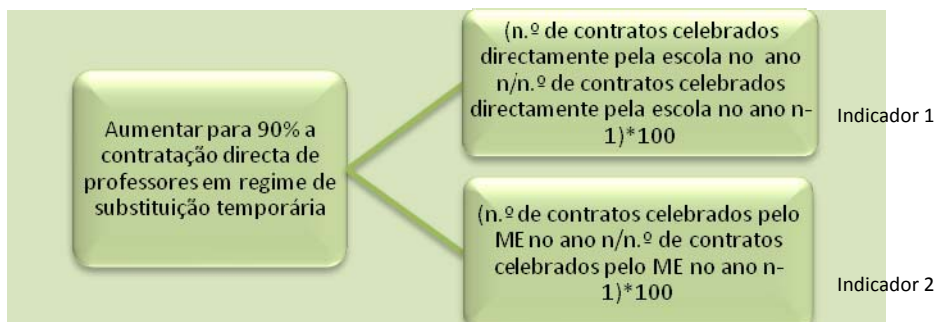 Aumentar para 90% a
contratação directa de
professores em regime de
substituição temporária
(n.º de contratos celebrados
directamente pela escola no ano
n/n.º de contratos celebrados
directamente pela escola no ano n-
1)*100
Indicador 1
(n.º de contratos celebrados pelo
ME no ano n/n.º de contratos
celebrados pelo ME no ano n-
1)*100
Indicador 2